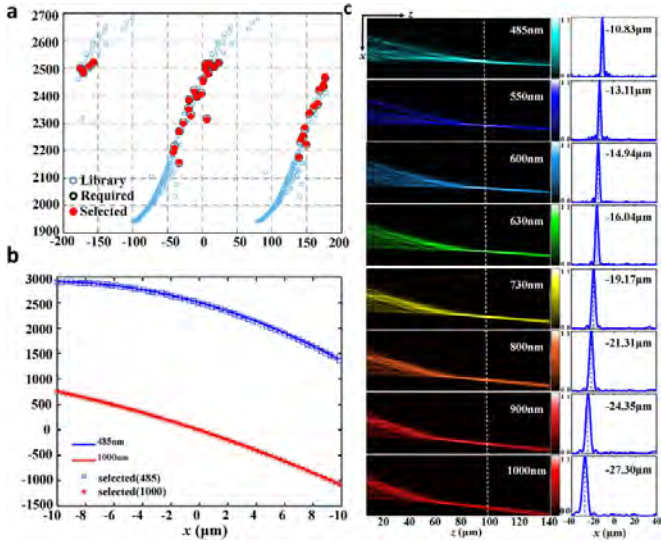 a
2700
2600
2500
2400
2300
2200
2100
2000
1900
Library
Required
Selected
-200 -150 -100 -50 0 50 100 150 200
b
3000
2500
2000
1500
1000
500
0
-500
-1000
-1500
485nm
1000nm
selected(485)
selected(1000)
-10 -8 -6 -4 -2 0 2 4 6 8 10
x (μm)
c
z
x
485nm
-10.83μm
550nm
-13.11μm
600nm
-14.94μm
630nm
-16.04μm
730nm
-19.17μm
800nm
-21.31μm
900nm
-24.35μm
1000nm
-27.30μm
20 40 60 80 100 120 140
z (μm)
-40 -20 0 20 40
x (μm)